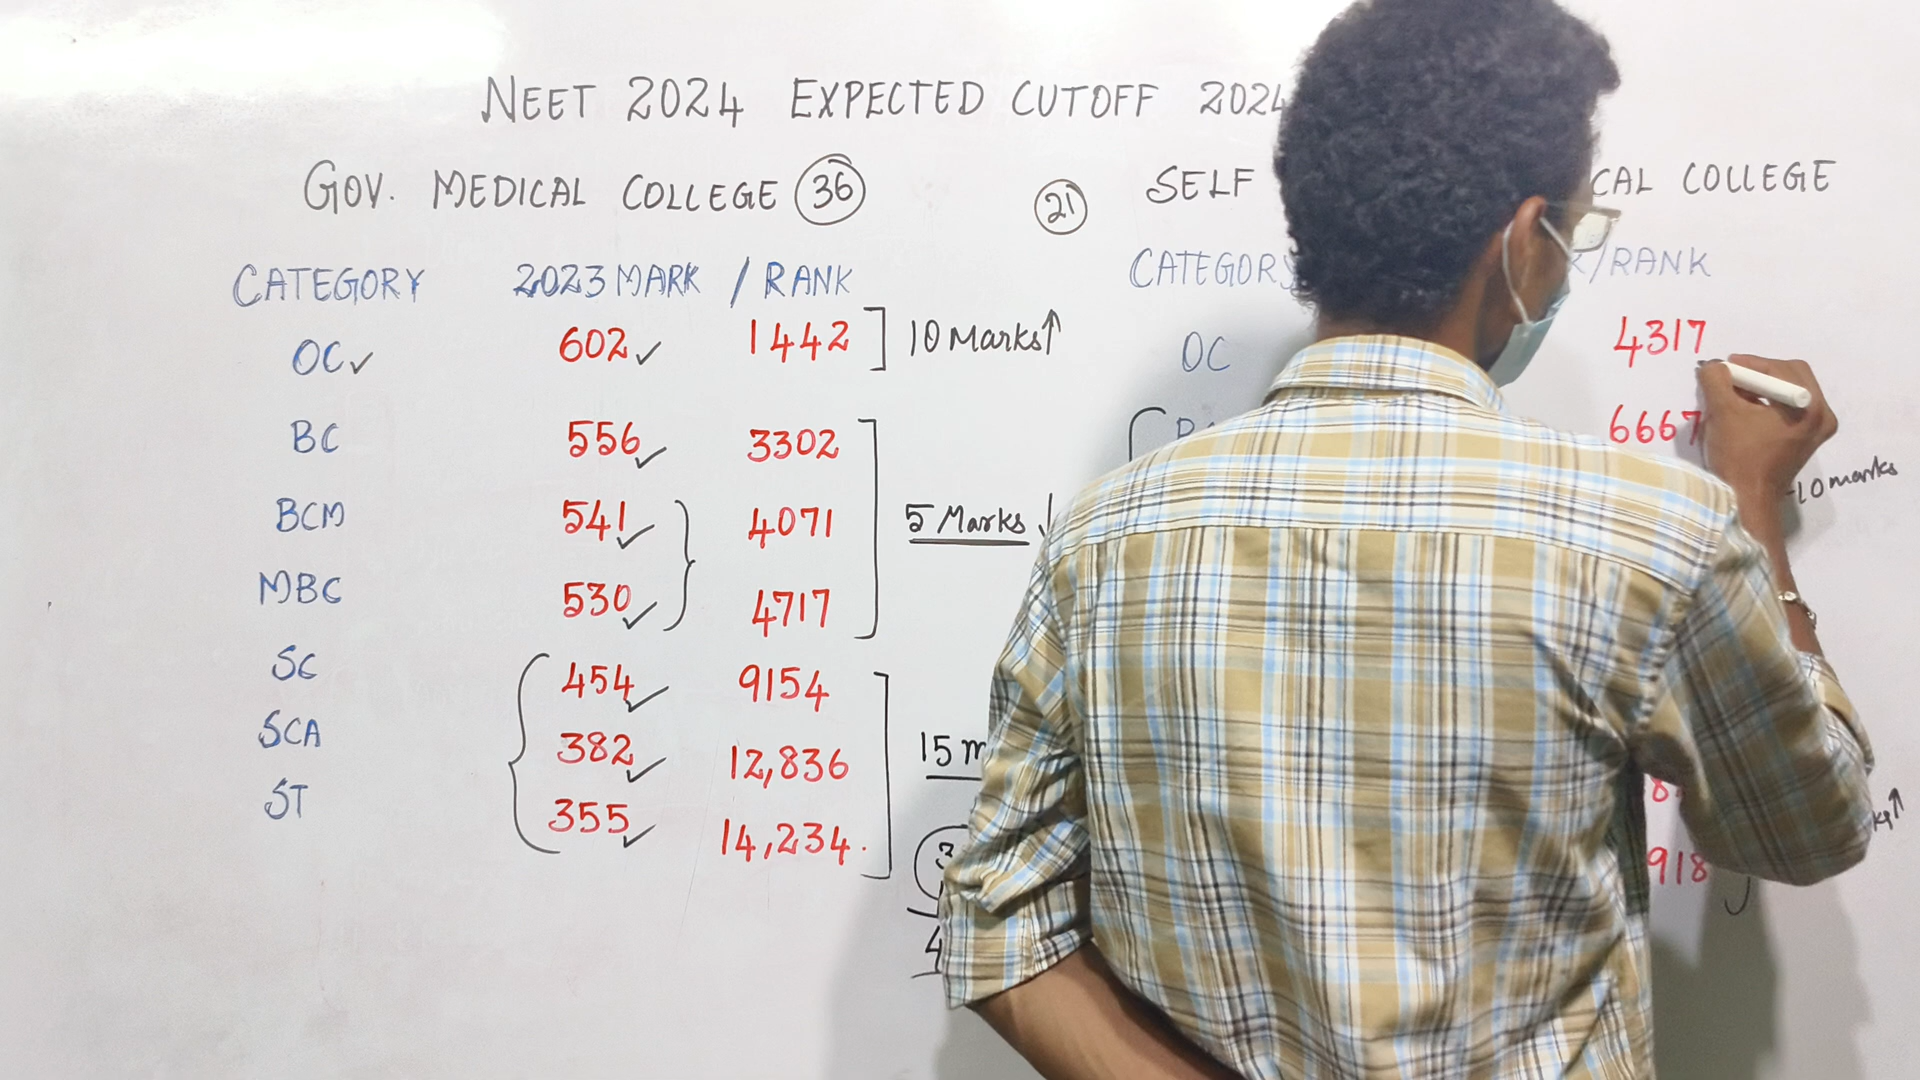 NEET 2024 EXPECTED CUTOFF 2024
GOV. MEDICAL COLLEGE 36
CATEGORY 2023 MARK / RANK
OC 602 1442 10 Marks↑
BC 556 3302
BCM 541 4071 5 Marks ↓
MBC 530 4717
SC 454 9154
SCA 382 12,836 15
ST 355 14,234.
21 SELF COLLEGE
CATEGORY /RANK
OC 4317
6667
-10 marks
918